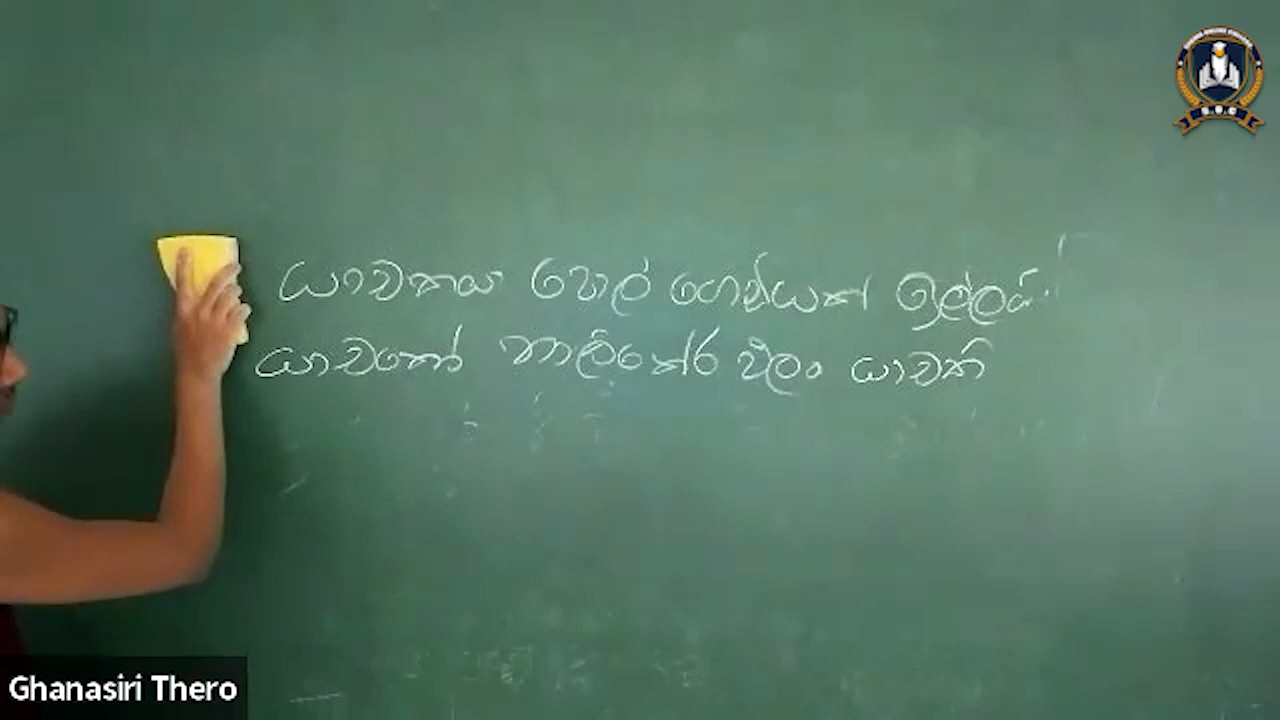 යාචකයා පොල් ගෙඩියක් ඉල්ලයි.
යාචකෝ නාලිකේර ඵලං යාචති
Ghanasiri Thero